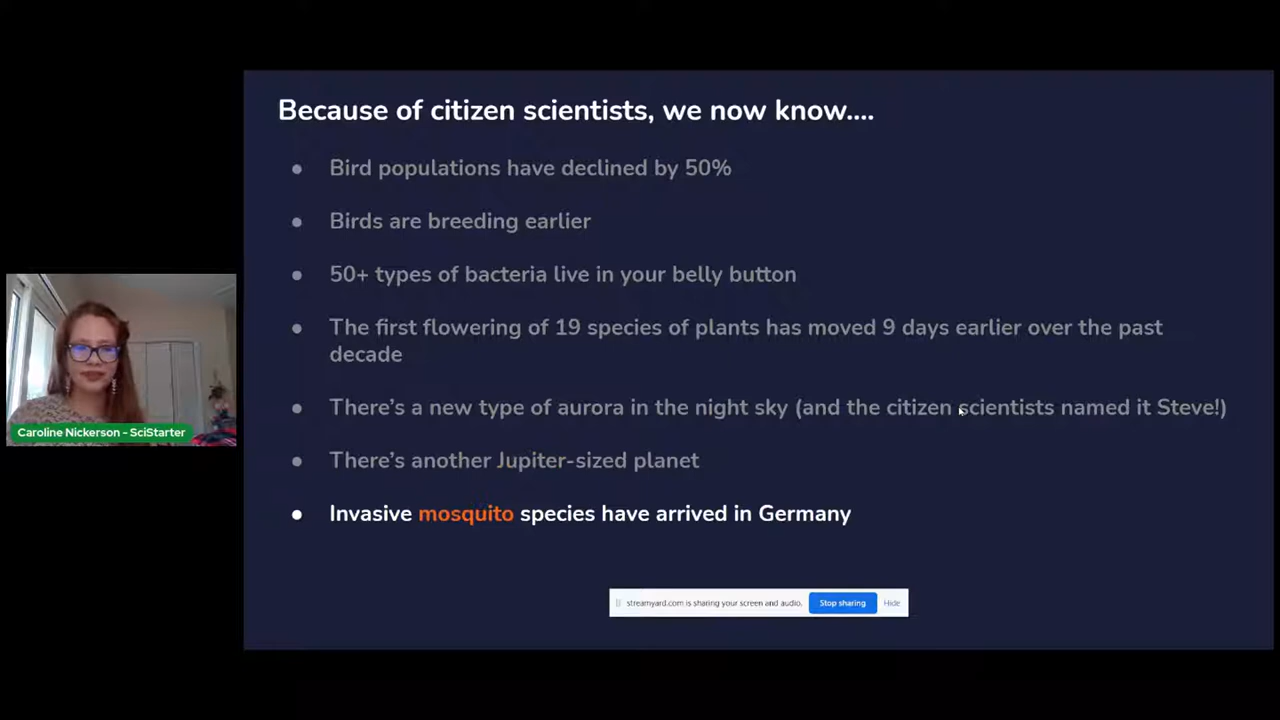 Because of citizen scientists, we now know....
● Bird populations have declined by 50%
● Birds are breeding earlier
● 50+ types of bacteria live in your belly button
● The first flowering of 19 species of plants has moved 9 days earlier over the past
decade
● There's a new type of aurora in the night sky (and the citizen scientists named it Steve!)
● There's another Jupiter-sized planet
● Invasive mosquito species have arrived in Germany
Caroline Nickerson - SciStarter
streamyard.com is sharing your screen and audio. Stop sharing Hide